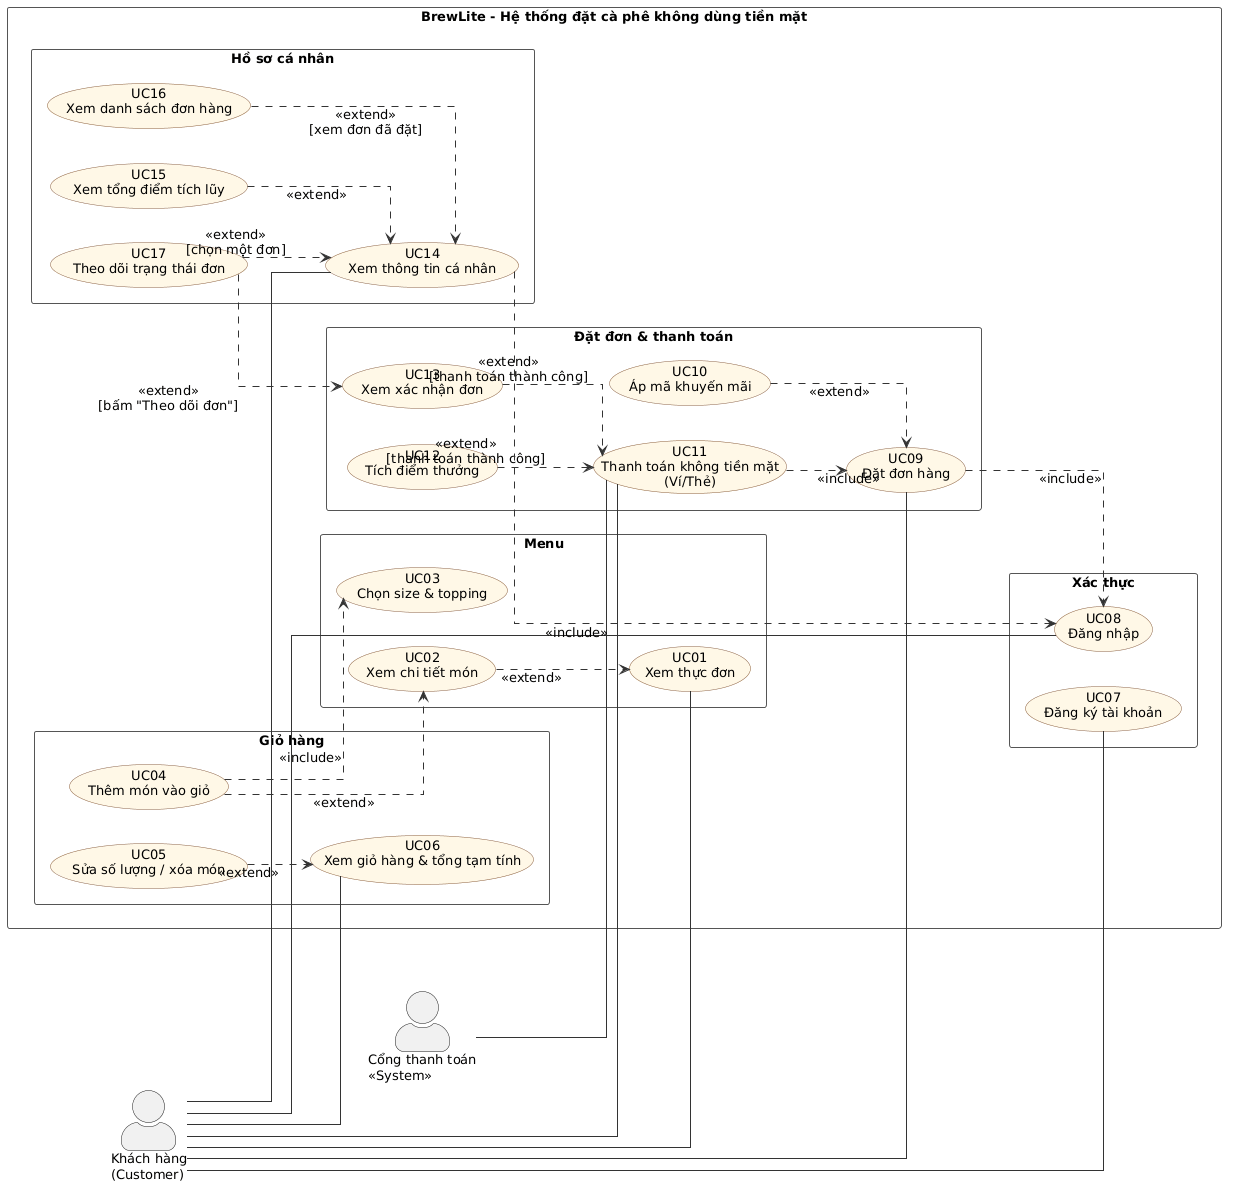 BrewLite - Hệ thống đặt cà phê không dùng tiền mặt
Hồ sơ cá nhân
UC16
Xem danh sách đơn hàng
«extend»
[xem đơn đã đặt]
UC15
Xem tổng điểm tích lũy
«extend»
UC17
Theo dõi trạng thái đơn
«extend»
[chọn một đơn]
UC14
Xem thông tin cá nhân
«extend»
[bấm "Theo dõi đơn"]
Đặt đơn & thanh toán
UC13
Xem xác nhận đơn
«extend»
[thanh toán thành công]
UC10
Áp mã khuyến mãi
«extend»
UC12
Tích điểm thưởng
«extend»
[thanh toán thành công]
UC11
Thanh toán không tiền mặt
(Ví/Thẻ)
«include»
UC09
Đặt đơn hàng
«include»
Menu
UC03
Chọn size & topping
«include»
UC02
Xem chi tiết món
«extend»
UC01
Xem thực đơn
Xác thực
UC08
Đăng nhập
UC07
Đăng ký tài khoản
Giỏ hàng
«include»
UC04
Thêm món vào giỏ
«extend»
UC05
Sửa số lượng / xóa món
«extend»
UC06
Xem giỏ hàng & tổng tạm tính
Cổng thanh toán
«System»
Khách hàng
(Customer)